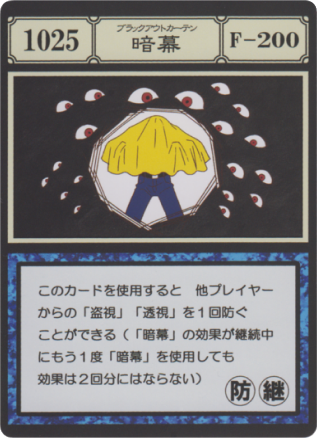 1025
ブラックアウトカーテン
暗幕
F-200
このカードを使用すると　他プレイヤー
からの「盗視」「透視」を1回防ぐ
ことができる（「暗幕」の効果が継続中
にもう1度「暗幕」を使用しても
効果は2回分にはならない）
防 継